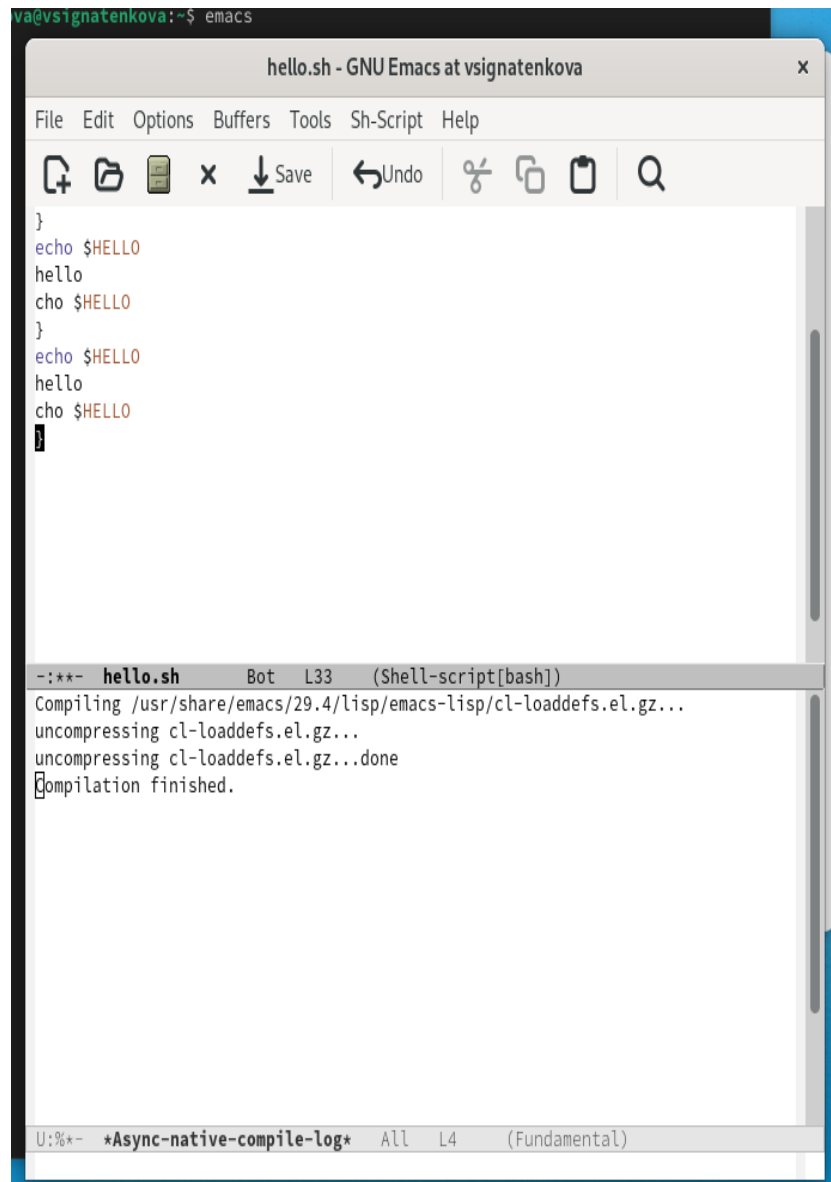 va@vsignatenkova:~$ emacs
hello.sh - GNU Emacs at vsignatenkova
File Edit Options Buffers Tools Sh-Script Help
Save Undo
}
echo $HELLO
hello
cho $HELLO
}
echo $HELLO
hello
cho $HELLO
}
-:**- hello.sh Bot L33 (Shell-script[bash])
Compiling /usr/share/emacs/29.4/lisp/emacs-lisp/cl-loaddefs.el.gz...
uncompressing cl-loaddefs.el.gz...
uncompressing cl-loaddefs.el.gz...done
Compilation finished.
U:%*- *Async-native-compile-log* All L4 (Fundamental)